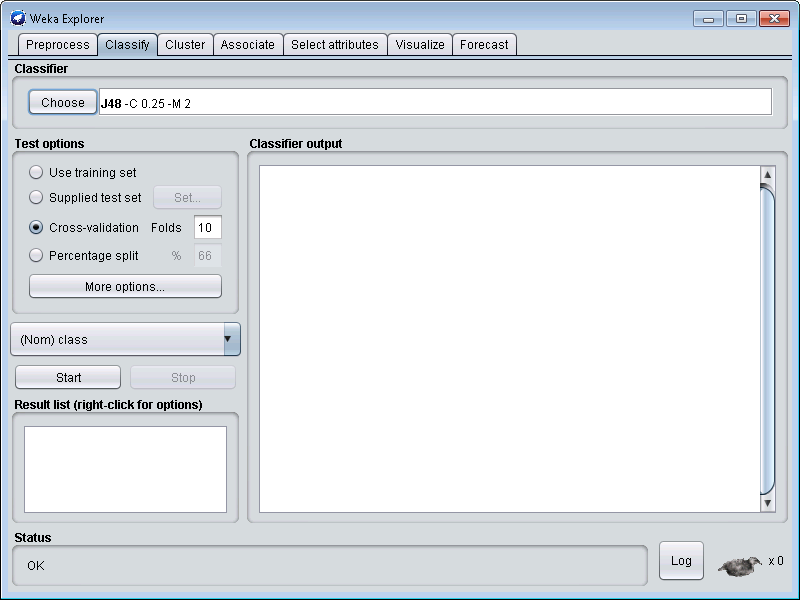 Weka Explorer
Preprocess Classify Cluster Associate Select attributes Visualize Forecast
Classifier
Choose J48 -C 0.25 -M 2
Test options
Use training set
Supplied test set Set...
Cross-validation Folds 10
Percentage split % 66
More options...
(Nom) class
Start Stop
Result list (right-click for options)
Classifier output
Status
OK
Log x 0